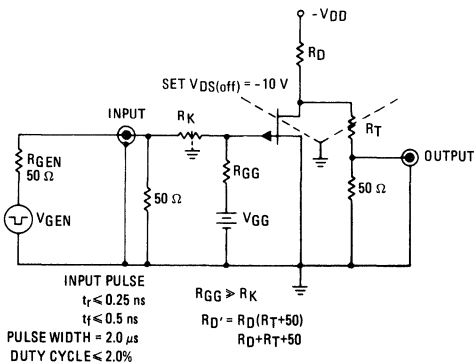 -VDD
RD
SET VDS(off) = -10 V
INPUT
RK
RT
OUTPUT
RGEN
50 Ω
RGG
50 Ω
50 Ω
VGEN
VGG
INPUT PULSE
tr ≤ 0.25 ns
tf ≤ 0.5 ns
PULSE WIDTH = 2.0 μs
DUTY CYCLE ≤ 2.0%
RGG ≫ RK
RD' = RD(RT+50)
RD+RT+50